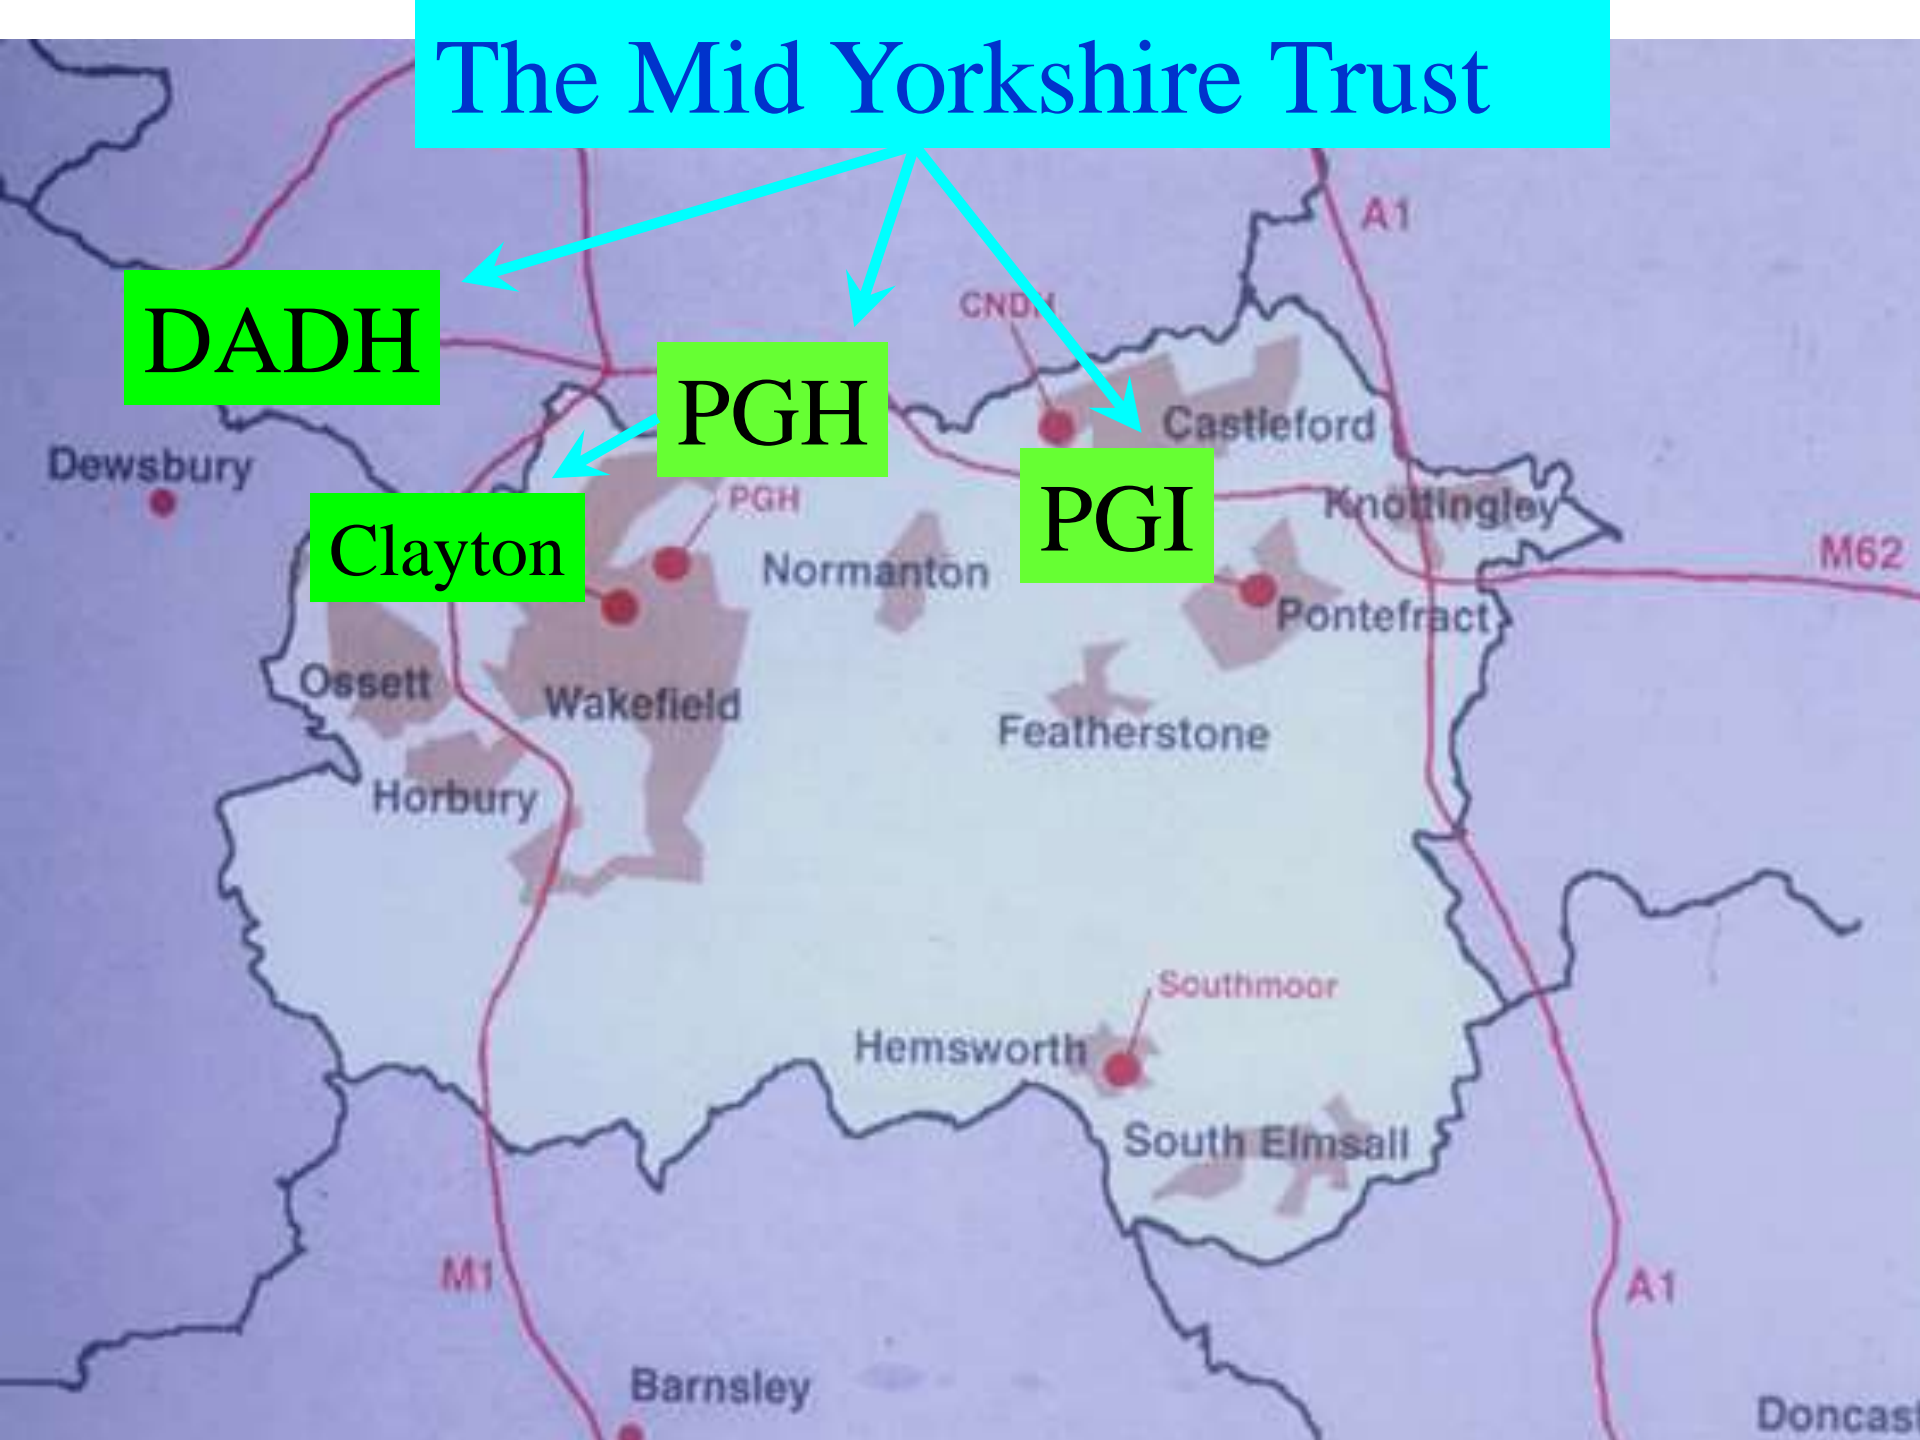 The Mid Yorkshire Trust
A1
DADH
CNDH
PGH
Castleford
Dewsbury
PGI
PGH
Knottingley
Clayton
M62
Normanton
Pontefract
Ossett
Wakefield
Featherstone
Horbury
Southmoor
Hemsworth
South Elmsall
M1
A1
Barnsley
Doncast